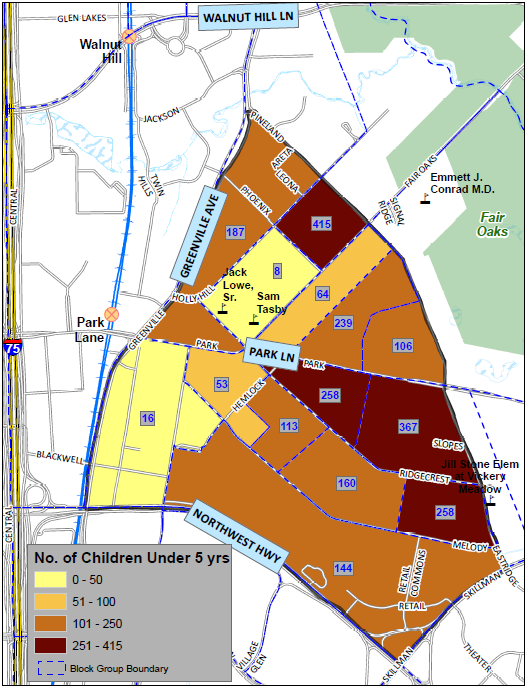 GLEN LAKES
WALNUT HILL LN
Walnut
Hill
JACKSON
PINELAND
ARETA
LEONA
FAIR OAKS
Emmett J.
Conrad M.D.
CENTRAL
TWIN
HILLS
PHOENIX
SIGNAL
RIDGE
Fair
Oaks
GREENVILLE AVE
187
415
8
Jack
Lowe,
Sr.
64
HOLLY HILL
Sam
Tasby
239
106
Park
Lane
GREENVILLE
75
PARK
PARK LN
PARK
53
HEMLOCK
258
16
113
367
SLOPES
BLACKWELL
Jill Stone Elem
at Vickery
Meadow
RIDGECREST
160
258
CENTRAL
NORTHWEST HWY
MELODY
EASTRIDGE
144
RETAIL
COMMONS
SKILLMAN
RETAIL
No. of Children Under 5 yrs
0 - 50
51 - 100
101 - 250
251 - 415
Block Group Boundary
VILLAGE
GLEN
SKILLMAN
THEATER